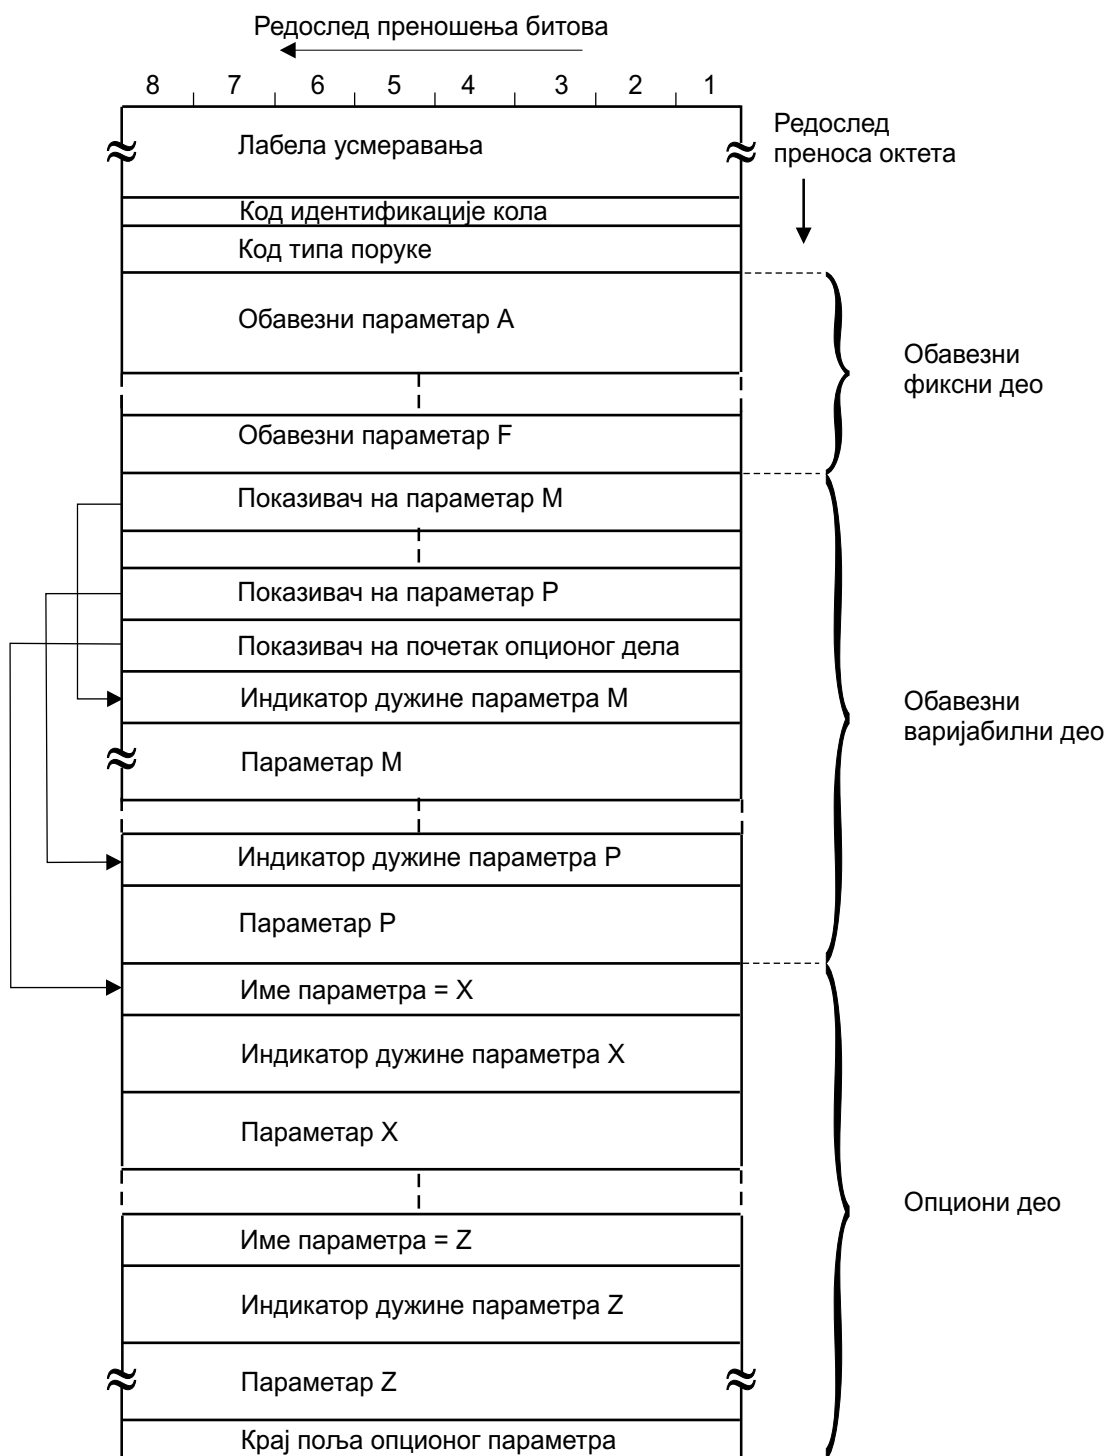 Редослед преношења битова
8 7 6 5 4 3 2 1
Редослед
преноса октета
Лабела усмеравања
Код идентификације кола
Код типа поруке
Обавезни параметар A
Обавезни
фиксни део
Обавезни параметар F
Показивач на параметар M
Показивач на параметар P
Показивач на почетак опционог дела
Индикатор дужине параметра M
Обавезни
варијабилни део
Параметар M
Индикатор дужине параметра P
Параметар P
Име параметра = X
Индикатор дужине параметра X
Параметар X
Опциони део
Име параметра = Z
Индикатор дужине параметра Z
Параметар Z
Крај поља опционог параметра